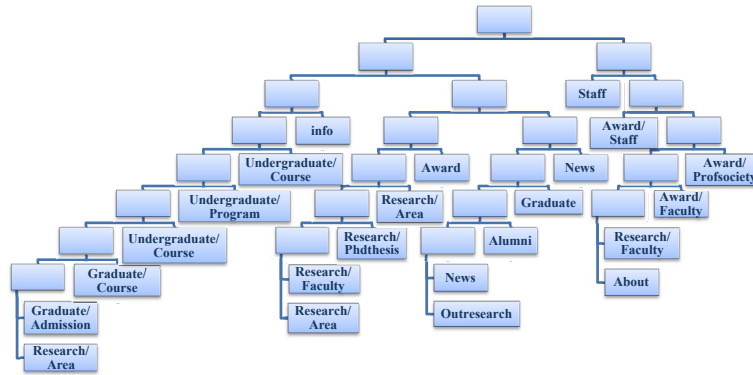 Staff
info
Award/
Staff
Undergraduate/
Course
Award
News
Award/
Profsociety
Undergraduate/
Program
Research/
Area
Graduate
Award/
Faculty
Undergraduate/
Course
Research/
Phdthesis
Alumni
Research/
Faculty
Graduate/
Course
Research/
Faculty
News
About
Graduate/
Admission
Research/
Area
Outresearch
Research/
Area